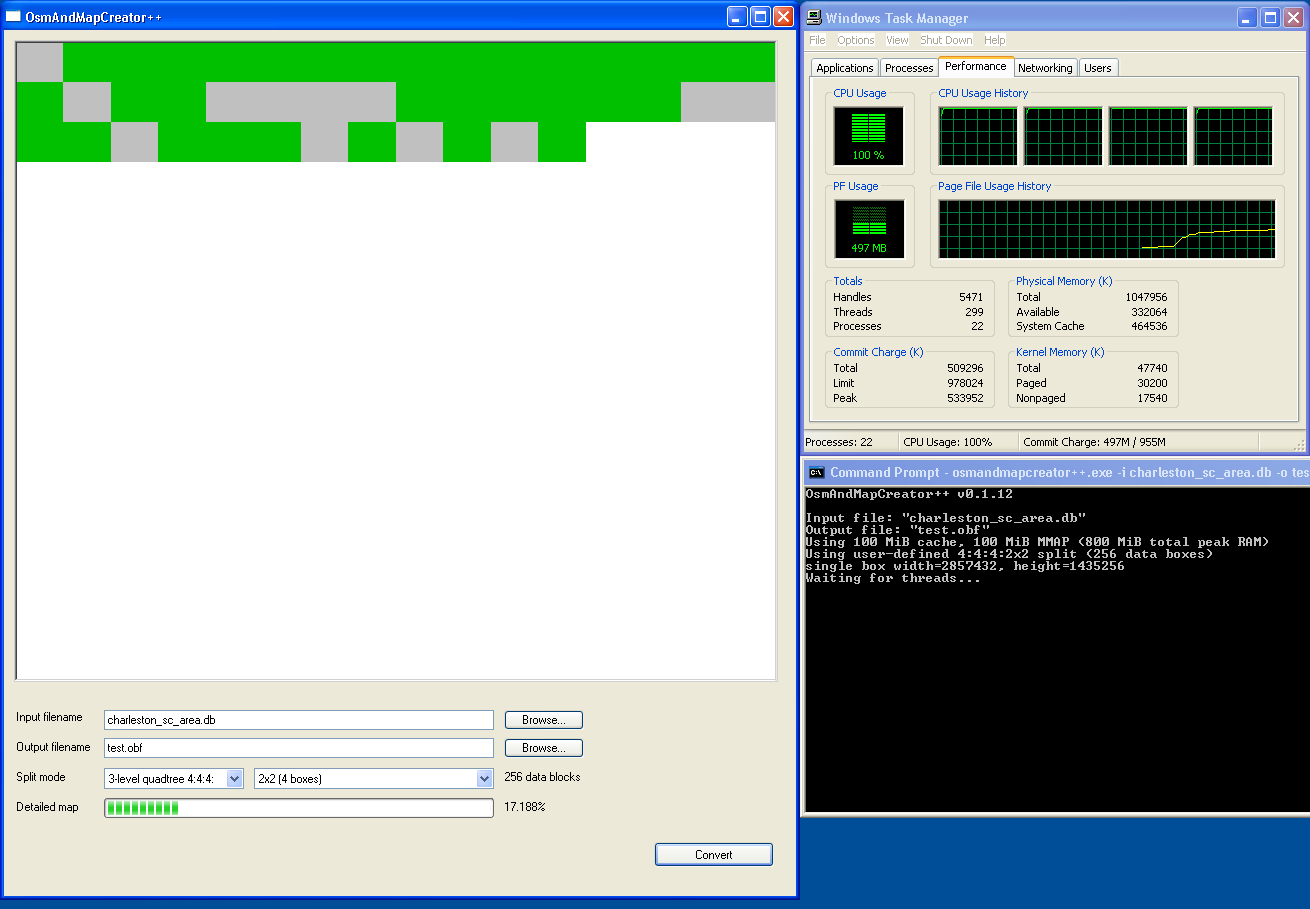 OsmAndMapCreator++
Input filename
charleston_sc_area.db
Browse...
Output filename
test.obf
Browse...
Split mode
3-level quadtree 4:4:4:
2x2 (4 boxes)
256 data blocks
Detailed map
17.188%
Convert
Windows Task Manager
File Options View Shut Down Help
Applications Processes Performance Networking Users
CPU Usage
100 %
CPU Usage History
PF Usage
497 MB
Page File Usage History
Totals
Handles 5471
Threads 299
Processes 22
Physical Memory (K)
Total 1047956
Available 332064
System Cache 464536
Commit Charge (K)
Total 509296
Limit 978024
Peak 533952
Kernel Memory (K)
Total 47740
Paged 30200
Nonpaged 17540
Processes: 22 CPU Usage: 100% Commit Charge: 497M / 955M
C:\ Command Prompt - osmandmapcreator++.exe -i charleston_sc_area.db -o tes
OsmAndMapCreator++ v0.1.12
Input file: "charleston_sc_area.db"
Output file: "test.obf"
Using 100 MiB cache, 100 MiB MMAP (800 MiB total peak RAM)
Using user-defined 4:4:4:2x2 split (256 data boxes)
single box width=2857432, height=1435256
Waiting for threads...